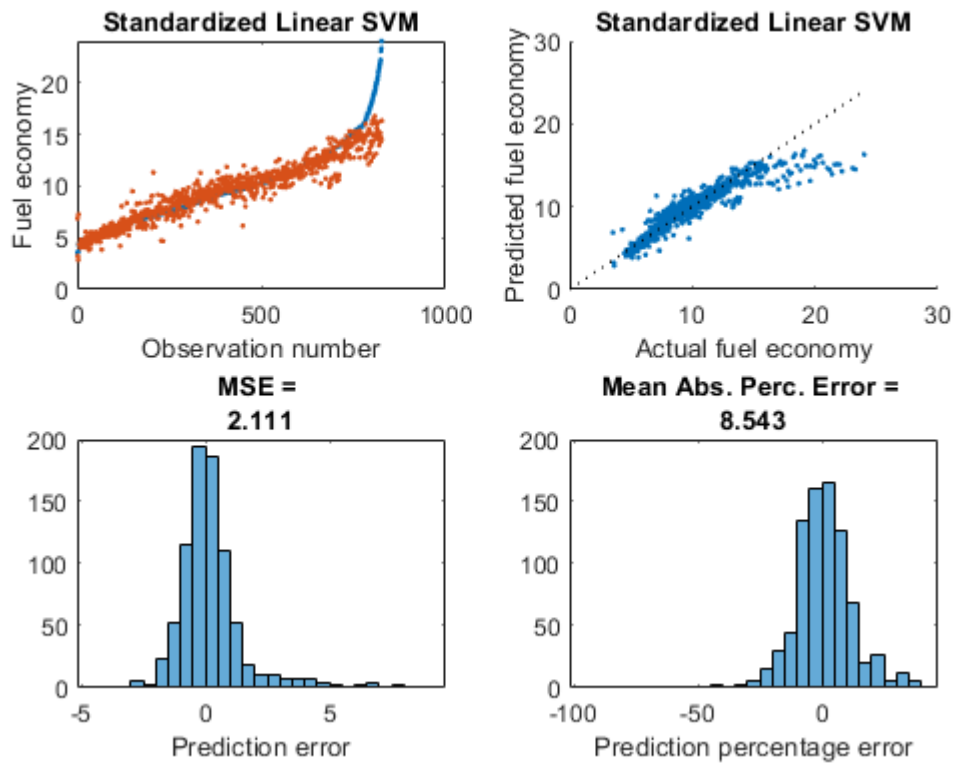 Standardized Linear SVM
Fuel economy
20
15
10
5
0
0 500 1000
Observation number
Standardized Linear SVM
Predicted fuel economy
30
20
10
0
0 10 20 30
Actual fuel economy
MSE =
2.111
200
150
100
50
0
-5 0 5
Prediction error
Mean Abs. Perc. Error =
8.543
200
150
100
50
0
-100 -50 0
Prediction percentage error